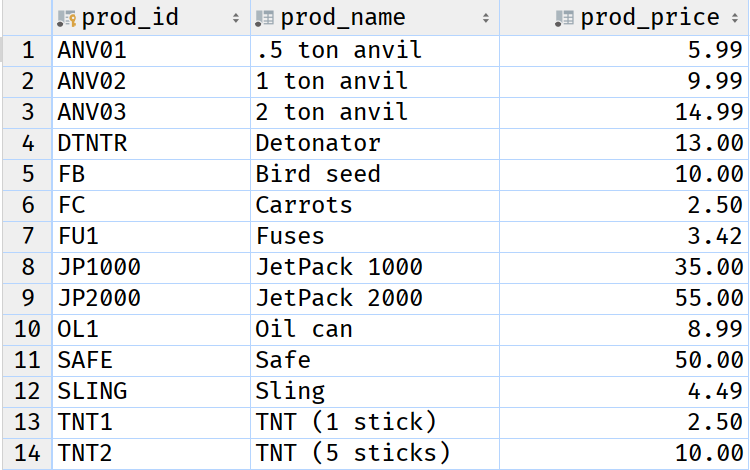 prod_id prod_name prod_price
1 ANV01 .5 ton anvil 5.99
2 ANV02 1 ton anvil 9.99
3 ANV03 2 ton anvil 14.99
4 DTNTR Detonator 13.00
5 FB Bird seed 10.00
6 FC Carrots 2.50
7 FU1 Fuses 3.42
8 JP1000 JetPack 1000 35.00
9 JP2000 JetPack 2000 55.00
10 OL1 Oil can 8.99
11 SAFE Safe 50.00
12 SLING Sling 4.49
13 TNT1 TNT (1 stick) 2.50
14 TNT2 TNT (5 sticks) 10.00